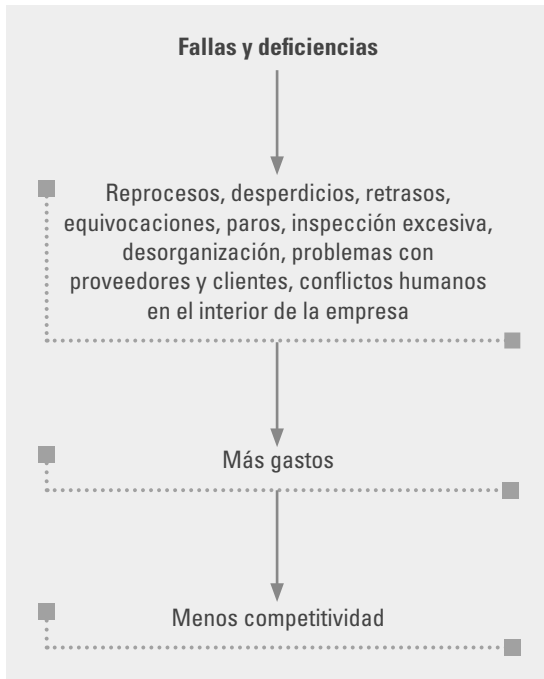 Fallas y deficiencias
Reprocesos, desperdicios, retrasos,
equivocaciones, paros, inspección excesiva,
desorganización, problemas con
proveedores y clientes, conflictos humanos
en el interior de la empresa
Más gastos
Menos competitividad